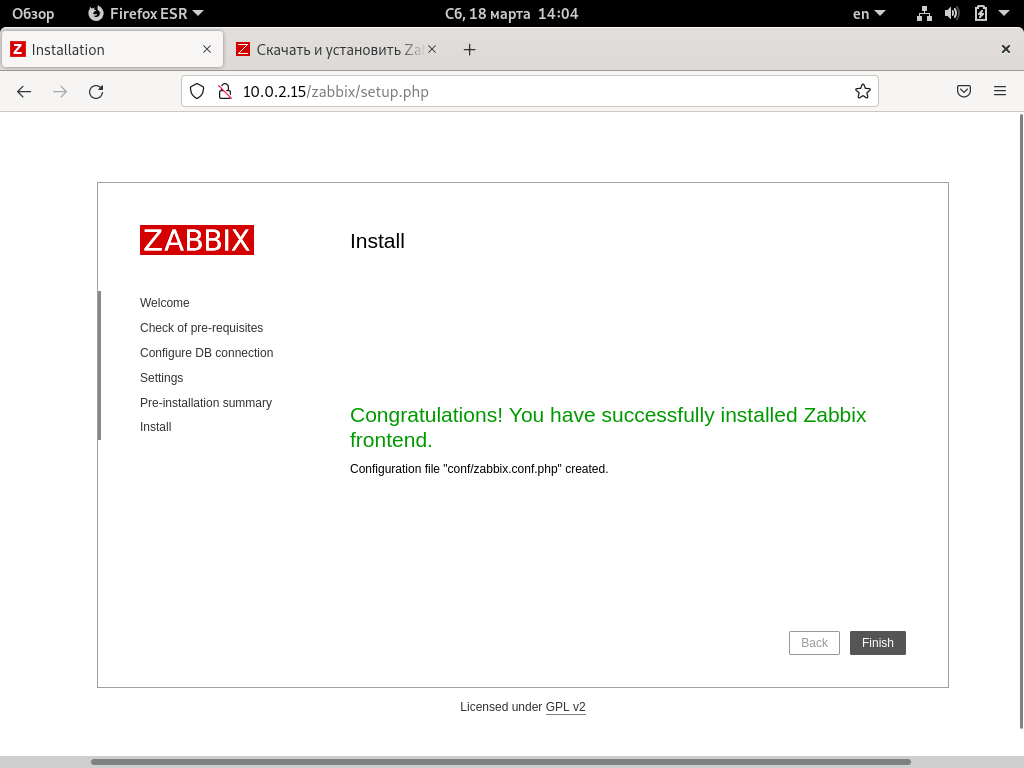 Обзор Firefox ESR Сб, 18 марта 14:04 en
Installation Скачать и установить Za
10.0.2.15/zabbix/setup.php
ZABBIX
Install
Welcome
Check of pre-requisites
Configure DB connection
Settings
Pre-installation summary
Install
Congratulations! You have successfully installed Zabbix
frontend.
Configuration file "conf/zabbix.conf.php" created.
Back Finish
Licensed under GPL v2